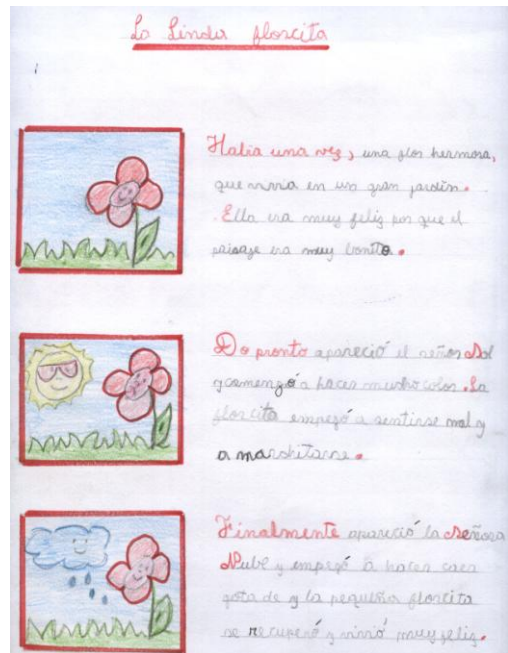 La Linda florcita
Había una vez, una flor hermosa,
que vivia en un gran jardín.
Ella era muy feliz por que el
paisaje era muy bonito.
De pronto apareció el señor Sol
y comenzó a hacer mucho calor. La
florcita empezó a sentirse mal y
a marchitarse.
Finalmente apareció la Señora
Nube y empezó a hacer caer
gota de y la pequeña florcita
se recuperó y vivió muy feliz.